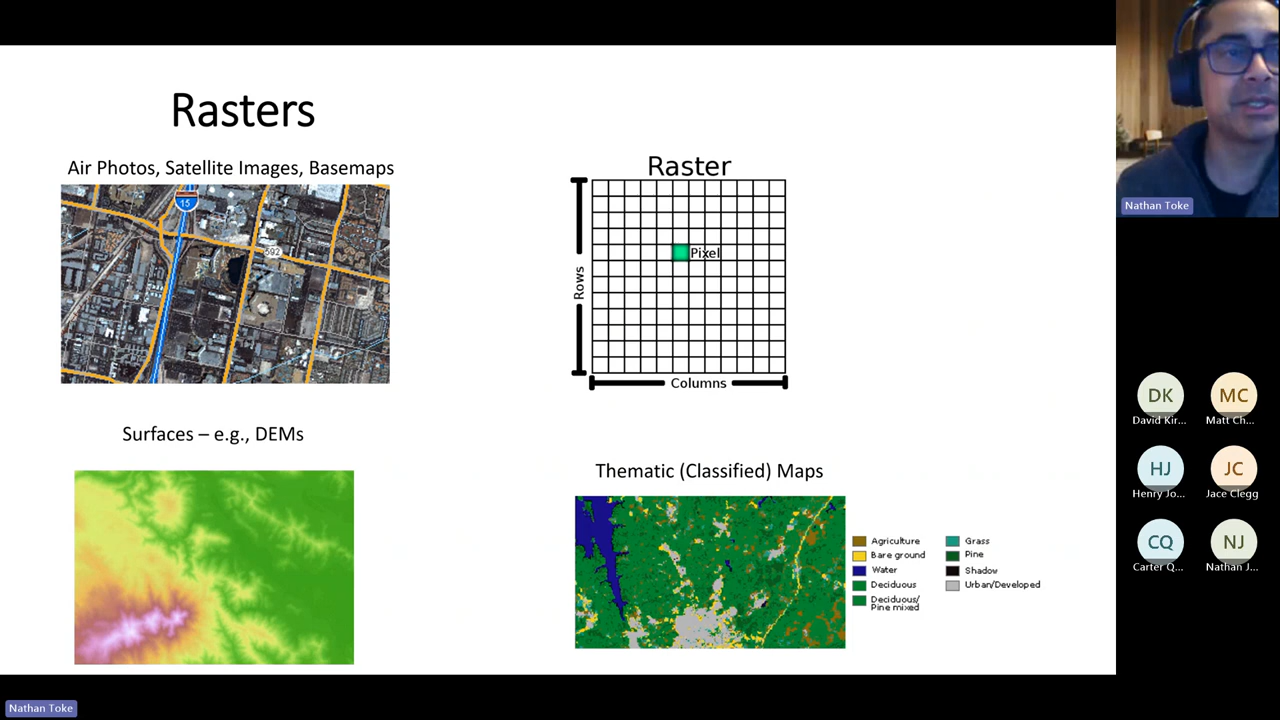 Rasters
Air Photos, Satellite Images, Basemaps
15
592
Raster
Pixel
Rows
Columns
Surfaces – e.g., DEMs
Thematic (Classified) Maps
Agriculture
Bare ground
Water
Deciduous
Deciduous/
Pine mixed
Grass
Pine
Shadow
Urban/Developed
Nathan Toke
DK
David Kir...
MC
Matt Ch...
HJ
Henry Jo...
JC
Jace Clegg
CQ
Carter Q...
NJ
Nathan J...
Nathan Toke